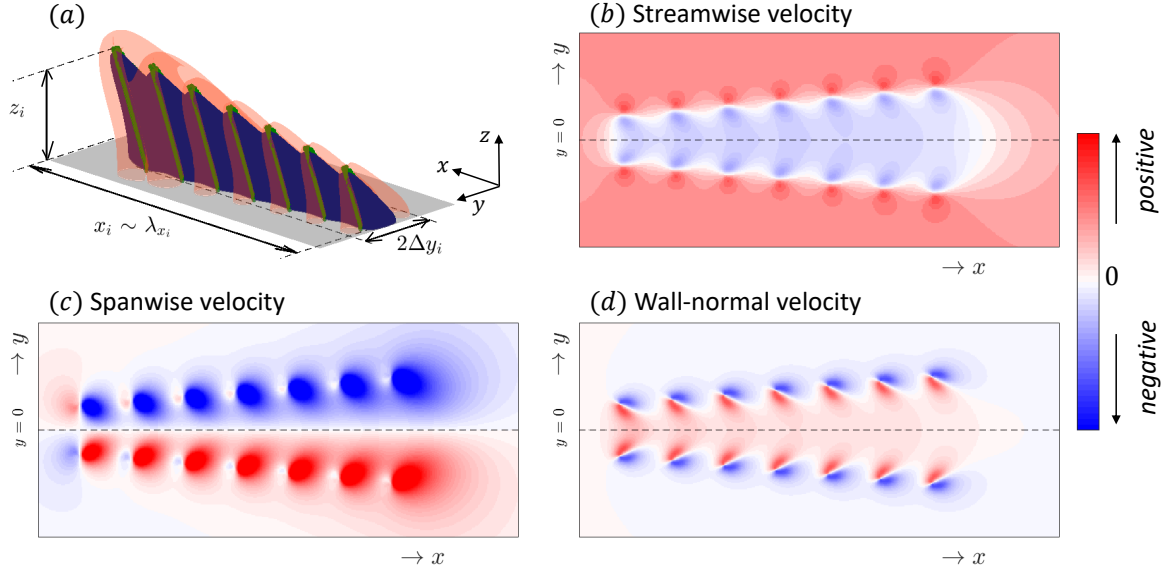 (a)
z_i
x_i ∼ λ_{x_i}
2Δy_i
z
x
y
(b) Streamwise velocity
y = 0
→ y
→ x
positive
0
negative
(c) Spanwise velocity
y = 0
→ y
→ x
(d) Wall-normal velocity
y = 0
→ y
→ x